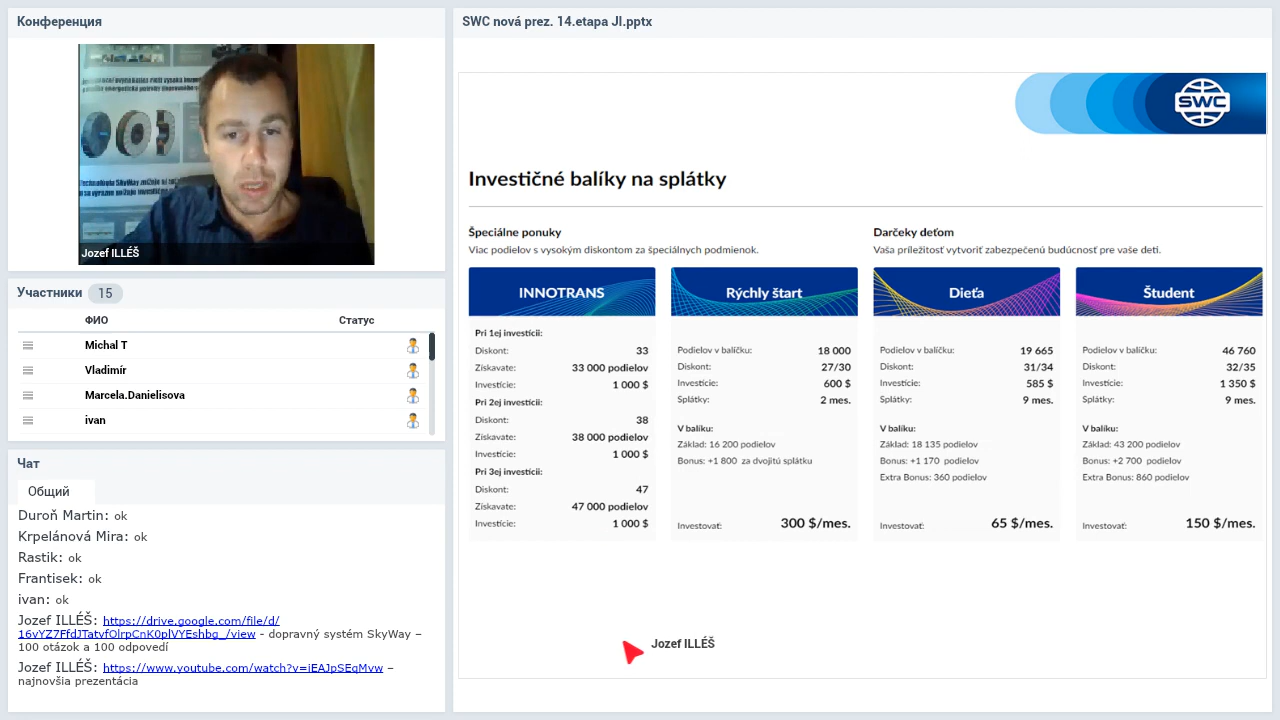 Конференция
Jozef ILLÉŠ
Участники 15
ФИО Статус
Michal T
Vladimír
Marcela.Danielisova
ivan
Чат
Общий
Duroň Martin: ok
Krpelánová Mira: ok
Rastik: ok
Frantisek: ok
ivan: ok
Jozef ILLÉŠ: https://drive.google.com/file/d/
16vYZ7FfdJTatvfOlrpCnK0plVYEshbg_/view - dopravný systém SkyWay –
100 otázok a 100 odpovedí
Jozef ILLÉŠ: https://www.youtube.com/watch?v=iEAJpSEqMvw –
najnovšia prezentácia
SWC nová prez. 14.etapa JI.pptx
SWC
Investičné balíky na splátky
Špeciálne ponuky
Viac podielov s vysokým diskontom za špeciálnych podmienok.
Darčeky deťom
Vaša príležitosť vytvoriť zabezpečenú budúcnosť pre vaše deti.
INNOTRANS
Pri 1ej investícii:
Diskont: 33
Získavate: 33 000 podielov
Investície: 1 000 $
Pri 2ej investícii:
Diskont: 38
Získavate: 38 000 podielov
Investície: 1 000 $
Pri 3ej investícii:
Diskont: 47
Získavate: 47 000 podielov
Investície: 1 000 $
Rýchly štart
Podielov v balíčku: 18 000
Diskont: 27/30
Investície: 600 $
Splátky: 2 mes.
V balíku:
Základ: 16 200 podielov
Bonus: +1 800 za dvojitú splátku
Investovať: 300 $/mes.
Dieťa
Podielov v balíčku: 19 665
Diskont: 31/34
Investície: 585 $
Splátky: 9 mes.
V balíku:
Základ: 18 135 podielov
Bonus: +1 170 podielov
Extra Bonus: 360 podielov
Investovať: 65 $/mes.
Študent
Podielov v balíčku: 46 760
Diskont: 32/35
Investície: 1 350 $
Splátky: 9 mes.
V balíku:
Základ: 43 200 podielov
Bonus: +2 700 podielov
Extra Bonus: 860 podielov
Investovať: 150 $/mes.
Jozef ILLÉŠ